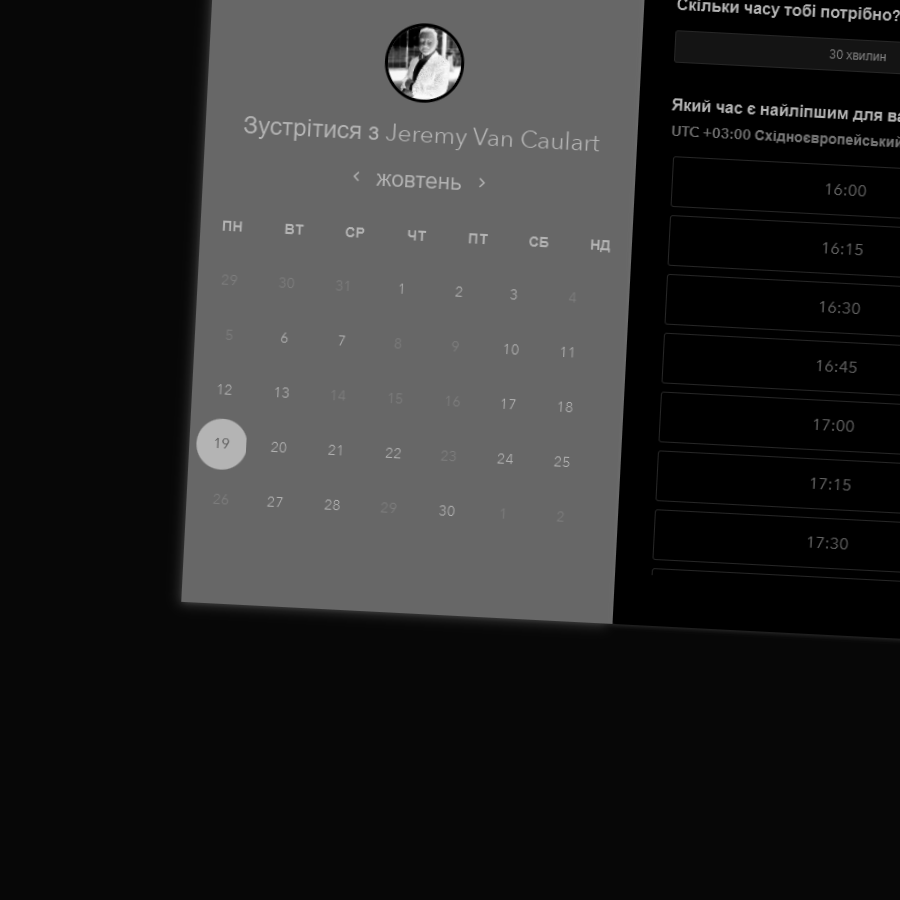 Зустрітися з Jeremy Van Caulart
‹ жовтень ›
ПН ВТ СР ЧТ ПТ СБ НД
29 30 31 1 2 3 4
5 6 7 8 9 10 11
12 13 14 15 16 17 18
19 20 21 22 23 24 25
26 27 28 29 30 1 2
Скільки часу тобі потрібно?
30 хвилин
Який час є найліпшим для
UTC +03:00 Східноєвропейський
16:00
16:15
16:30
16:45
17:00
17:15
17:30